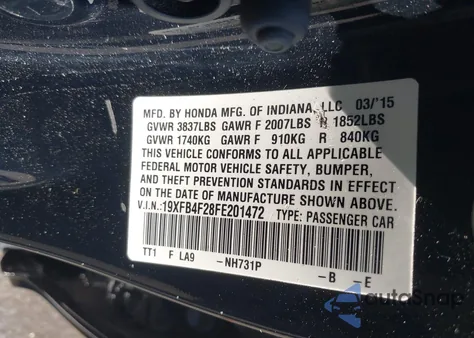 MFD. BY HONDA MFG. OF INDIANA, LLC 03/'15
GVWR 3837LBS GAWR F 2007LBS R 1852LBS
GVWR 1740KG GAWR F 910KG R 840KG
THIS VEHICLE CONFORMS TO ALL APPLICABLE
FEDERAL MOTOR VEHICLE SAFETY, BUMPER,
AND THEFT PREVENTION STANDARDS IN EFFECT
ON THE DATE OF MANUFACTURE SHOWN ABOVE.
V.I.N.:19XFB4F28FE201472 TYPE: PASSENGER CAR
TT1 F LA9 -NH731P -B -E
autoSnap